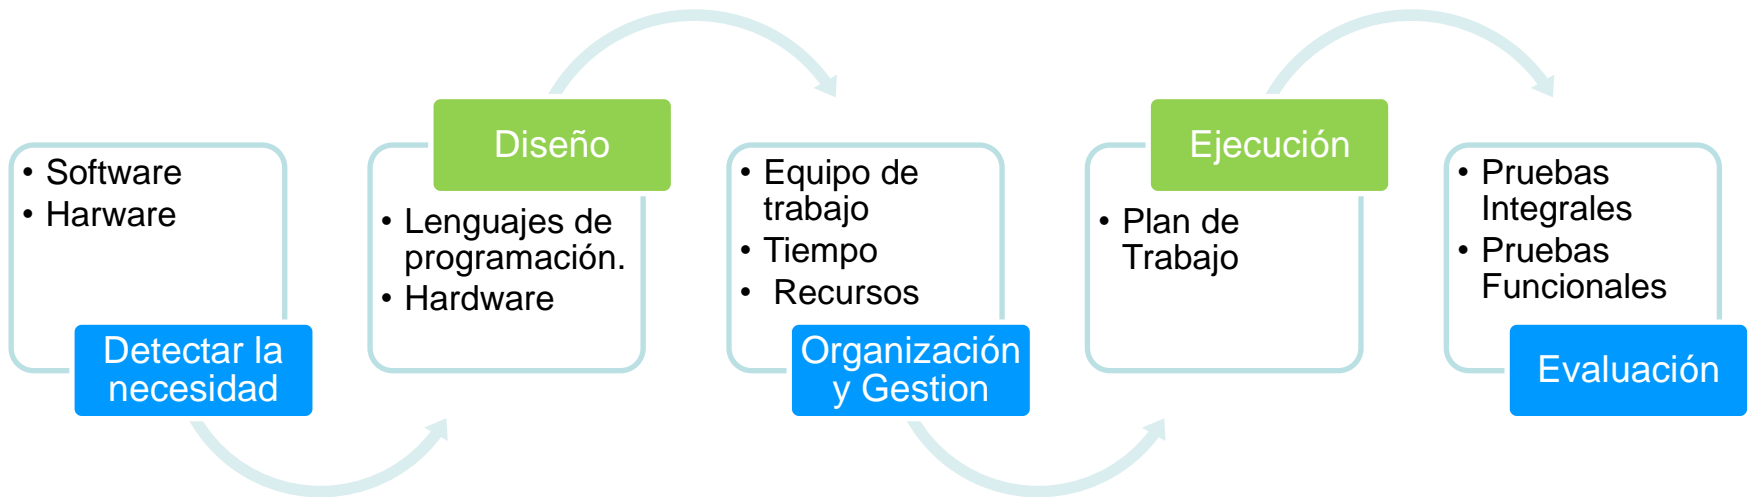 • Software
• Harware
Detectar la
necesidad
Diseño
• Lenguajes de
programación.
• Hardware
• Equipo de
trabajo
• Tiempo
• Recursos
Organización
y Gestion
Ejecución
• Plan de
Trabajo
• Pruebas
Integrales
• Pruebas
Funcionales
Evaluación